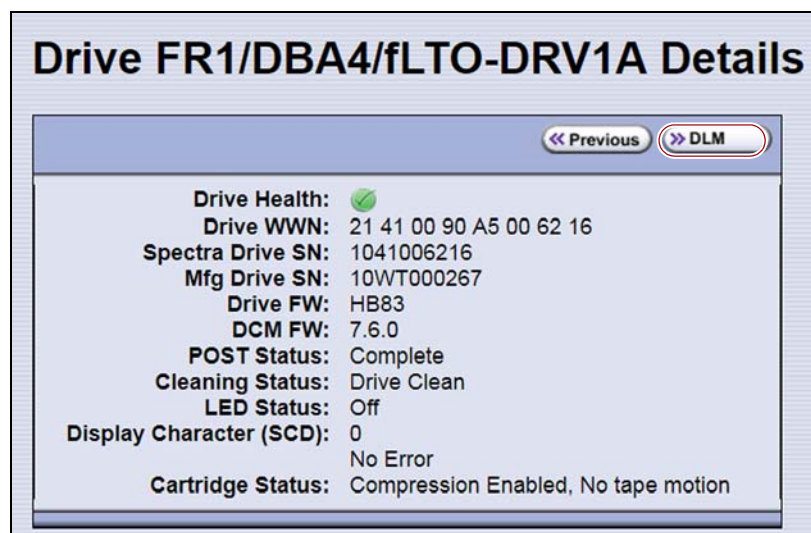 Drive FR1/DBA4/fLTO-DRV1A Details
Previous DLM
Drive Health:
Drive WWN: 21 41 00 90 A5 00 62 16
Spectra Drive SN: 1041006216
Mfg Drive SN: 10WT000267
Drive FW: HB83
DCM FW: 7.6.0
POST Status: Complete
Cleaning Status: Drive Clean
LED Status: Off
Display Character (SCD): 0
No Error
Cartridge Status: Compression Enabled, No tape motion